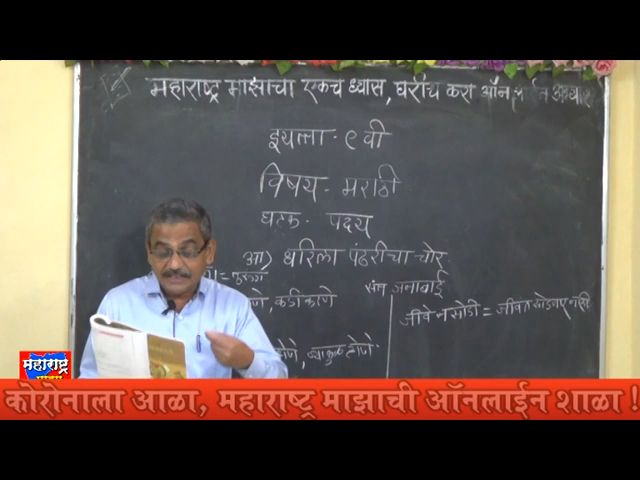 महाराष्ट्र माझाचा एकच ध्यास, घरीच करा ऑनलाईन अभ्यास
इयत्ता - ९ वी
विषय - मराठी
घटक - पद्य
आ) धरिला पंढरीचा चोर
संत जनाबाई
जीवे न सोडी = जीवंत सोडणार नाही
महाराष्ट्र
माझा
कोरोनाला आळा, महाराष्ट्र माझाची ऑनलाईन शाळा !